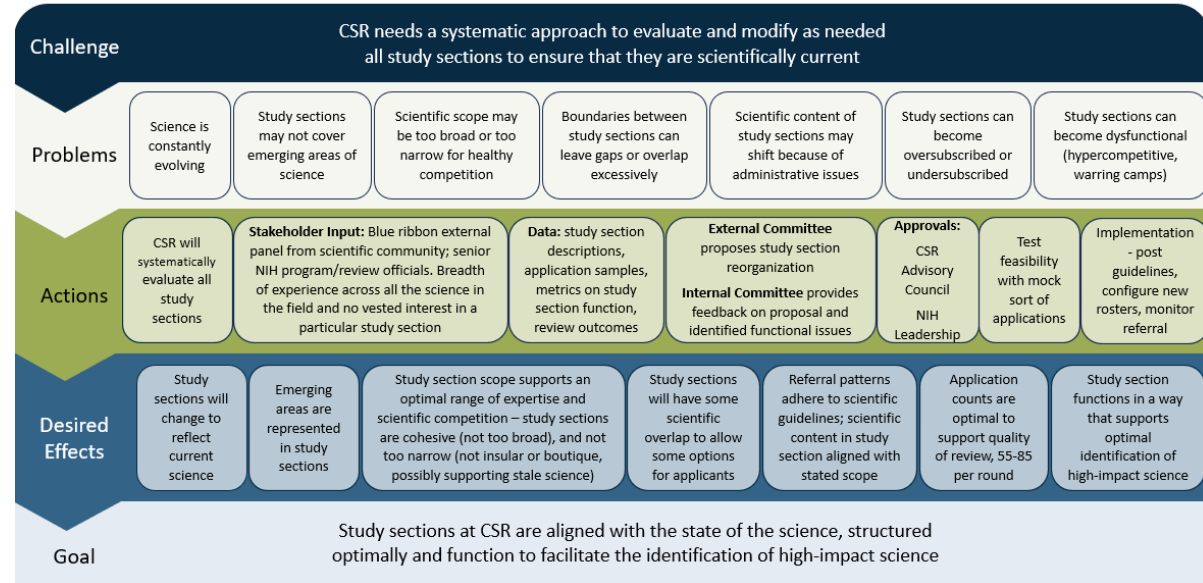 Challenge
CSR needs a systematic approach to evaluate and modify as needed
all study sections to ensure that they are scientifically current
Problems
Science is
constantly
evolving
Study sections
may not cover
emerging areas of
science
Scientific scope may
be too broad or too
narrow for healthy
competition
Boundaries between
study sections can
leave gaps or overlap
excessively
Scientific content of
study sections may
shift because of
administrative issues
Study sections can
become
oversubscribed or
undersubscribed
Study sections can
become dysfunctional
(hypercompetitive,
warring camps)
Actions
CSR will
systematically
evaluate all
study
sections
Stakeholder Input: Blue ribbon external
panel from scientific community; senior
NIH program/review officials. Breadth
of experience across all the science in
the field and no vested interest in a
particular study section
Data: study section
descriptions,
application samples,
metrics on study
section function,
review outcomes
External Committee
proposes study section
reorganization
Internal Committee provides
feedback on proposal and
identified functional issues
Approvals:
CSR
Advisory
Council
NIH
Leadership
Test
feasibility
with mock
sort of
applications
Implementation
- post
guidelines,
configure new
rosters, monitor
referral
Desired
Effects
Study
sections will
change to
reflect
current
science
Emerging
areas are
represented
in study
sections
Study section scope supports an
optimal range of expertise and
scientific competition – study sections
are cohesive (not too broad), and not
too narrow (not insular or boutique,
possibly supporting stale science)
Study sections
will have some
scientific
overlap to allow
some options
for applicants
Referral patterns
adhere to scientific
guidelines; scientific
content in study
section aligned with
stated scope
Application
counts are
optimal to
support quality
of review, 55-85
per round
Study section
functions in a way
that supports
optimal
identification of
high-impact science
Goal
Study sections at CSR are aligned with the state of the science, structured
optimally and function to facilitate the identification of high-impact science